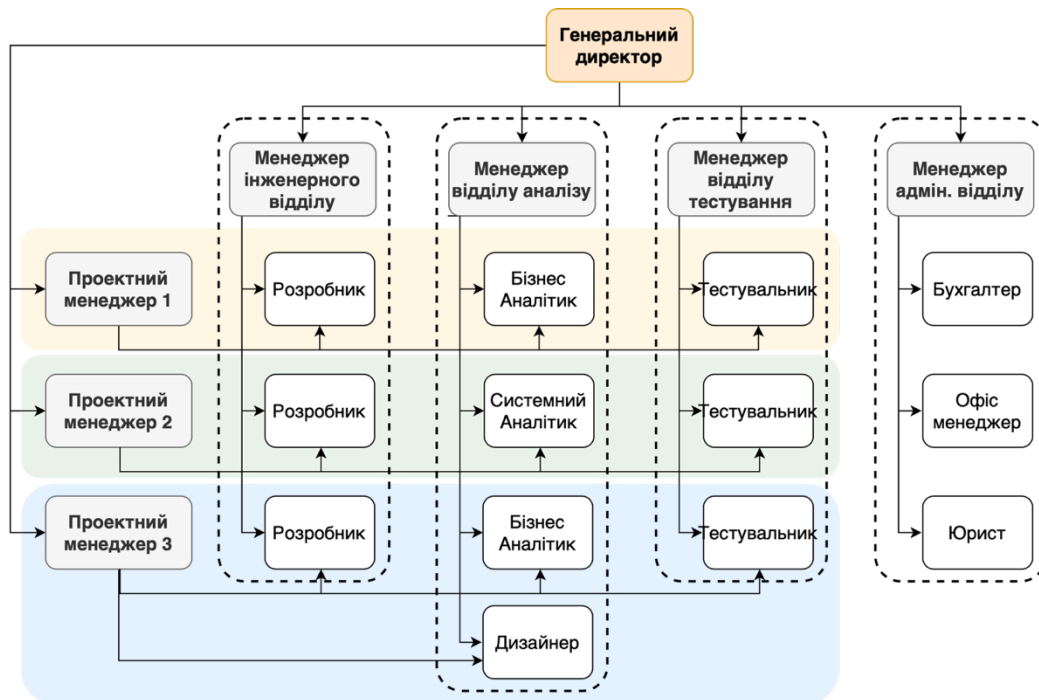 Генеральний
директор
Менеджер
інженерного
відділу
Менеджер
відділу аналізу
Менеджер
відділу
тестування
Менеджер
адмін. відділу
Проектний
менеджер 1
Розробник
Бізнес
Аналітик
Тестувальник
Бухгалтер
Проектний
менеджер 2
Розробник
Системний
Аналітик
Тестувальник
Офіс
менеджер
Проектний
менеджер 3
Розробник
Бізнес
Аналітик
Тестувальник
Юрист
Дизайнер